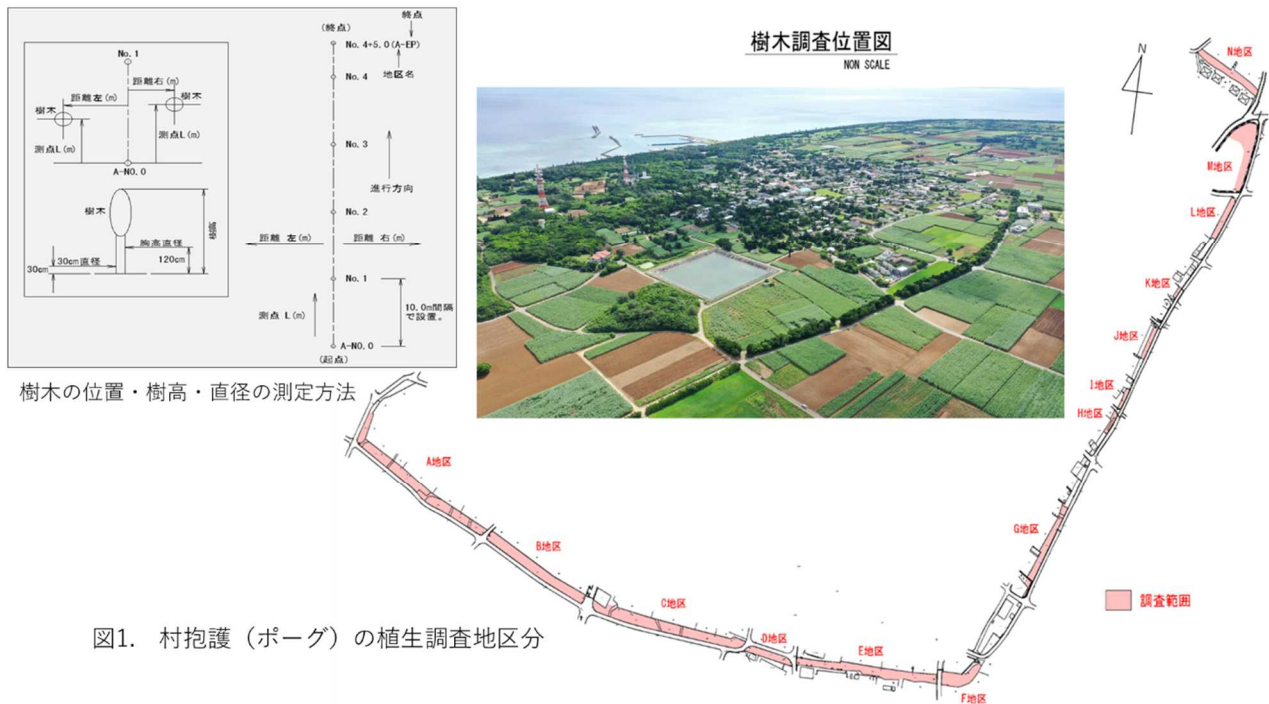 No. 1
距離右(m)
距離左(m)
樹木
樹木
測点L(m)
測点L(m)
A-NO.0
樹木
樹高
胸高直径
30cm直径
120cm
30cm
終点
(終点)
No. 4+5.0(A-EP)
地区名
No. 4
No. 3
進行方向
No. 2
距離 左(m)
距離 右(m)
No. 1
測点 L(m)
10.0m間隔
で設置。
A-NO.0
(起点)
樹木の位置・樹高・直径の測定方法
樹木調査位置図
NON SCALE
N
N地区
M地区
L地区
K地区
J地区
I地区
H地区
G地区
A地区
B地区
C地区
D地区
E地区
F地区
調査範囲
図1. 村抱護(ポーグ)の植生調査地区分